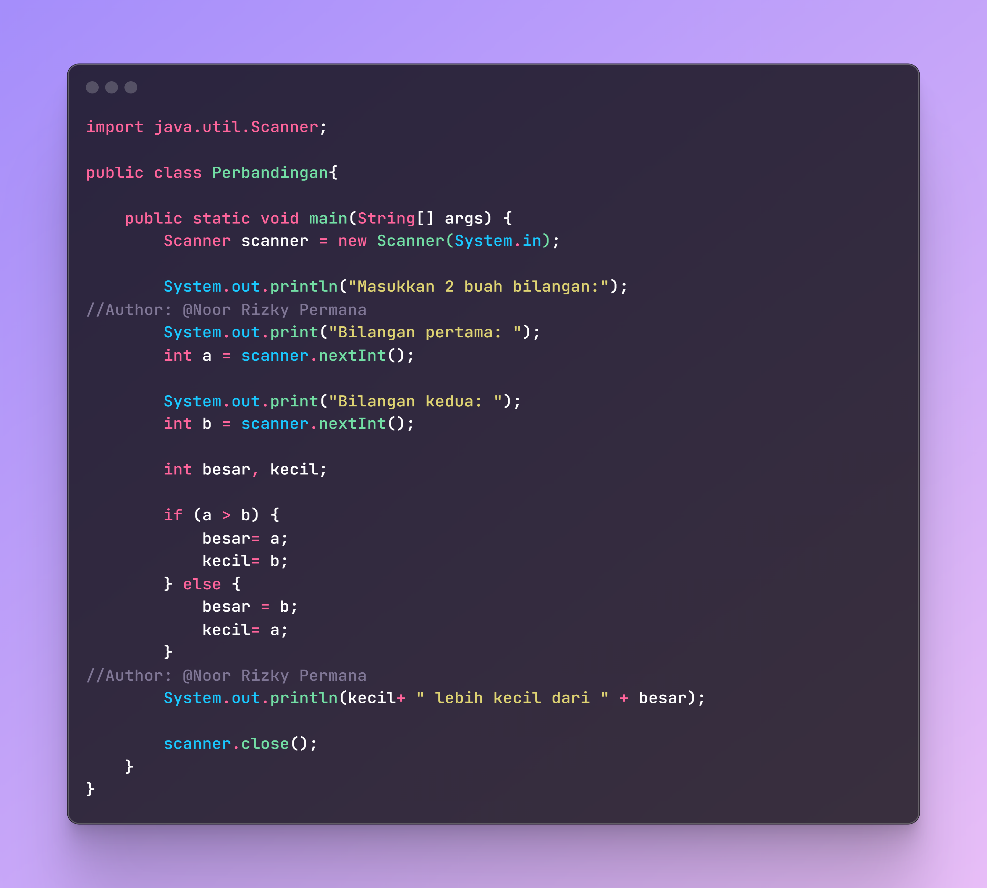 import java.util.Scanner;
public class Perbandingan{
public static void main(String[] args) {
Scanner scanner = new Scanner(System.in);
System.out.println("Masukkan 2 buah bilangan:");
//Author: @Noor Rizky Permana
System.out.print("Bilangan pertama: ");
int a = scanner.nextInt();
System.out.print("Bilangan kedua: ");
int b = scanner.nextInt();
int besar, kecil;
if (a > b) {
besar= a;
kecil= b;
} else {
besar = b;
kecil= a;
}
//Author: @Noor Rizky Permana
System.out.println(kecil+ " lebih kecil dari " + besar);
scanner.close();
}
}